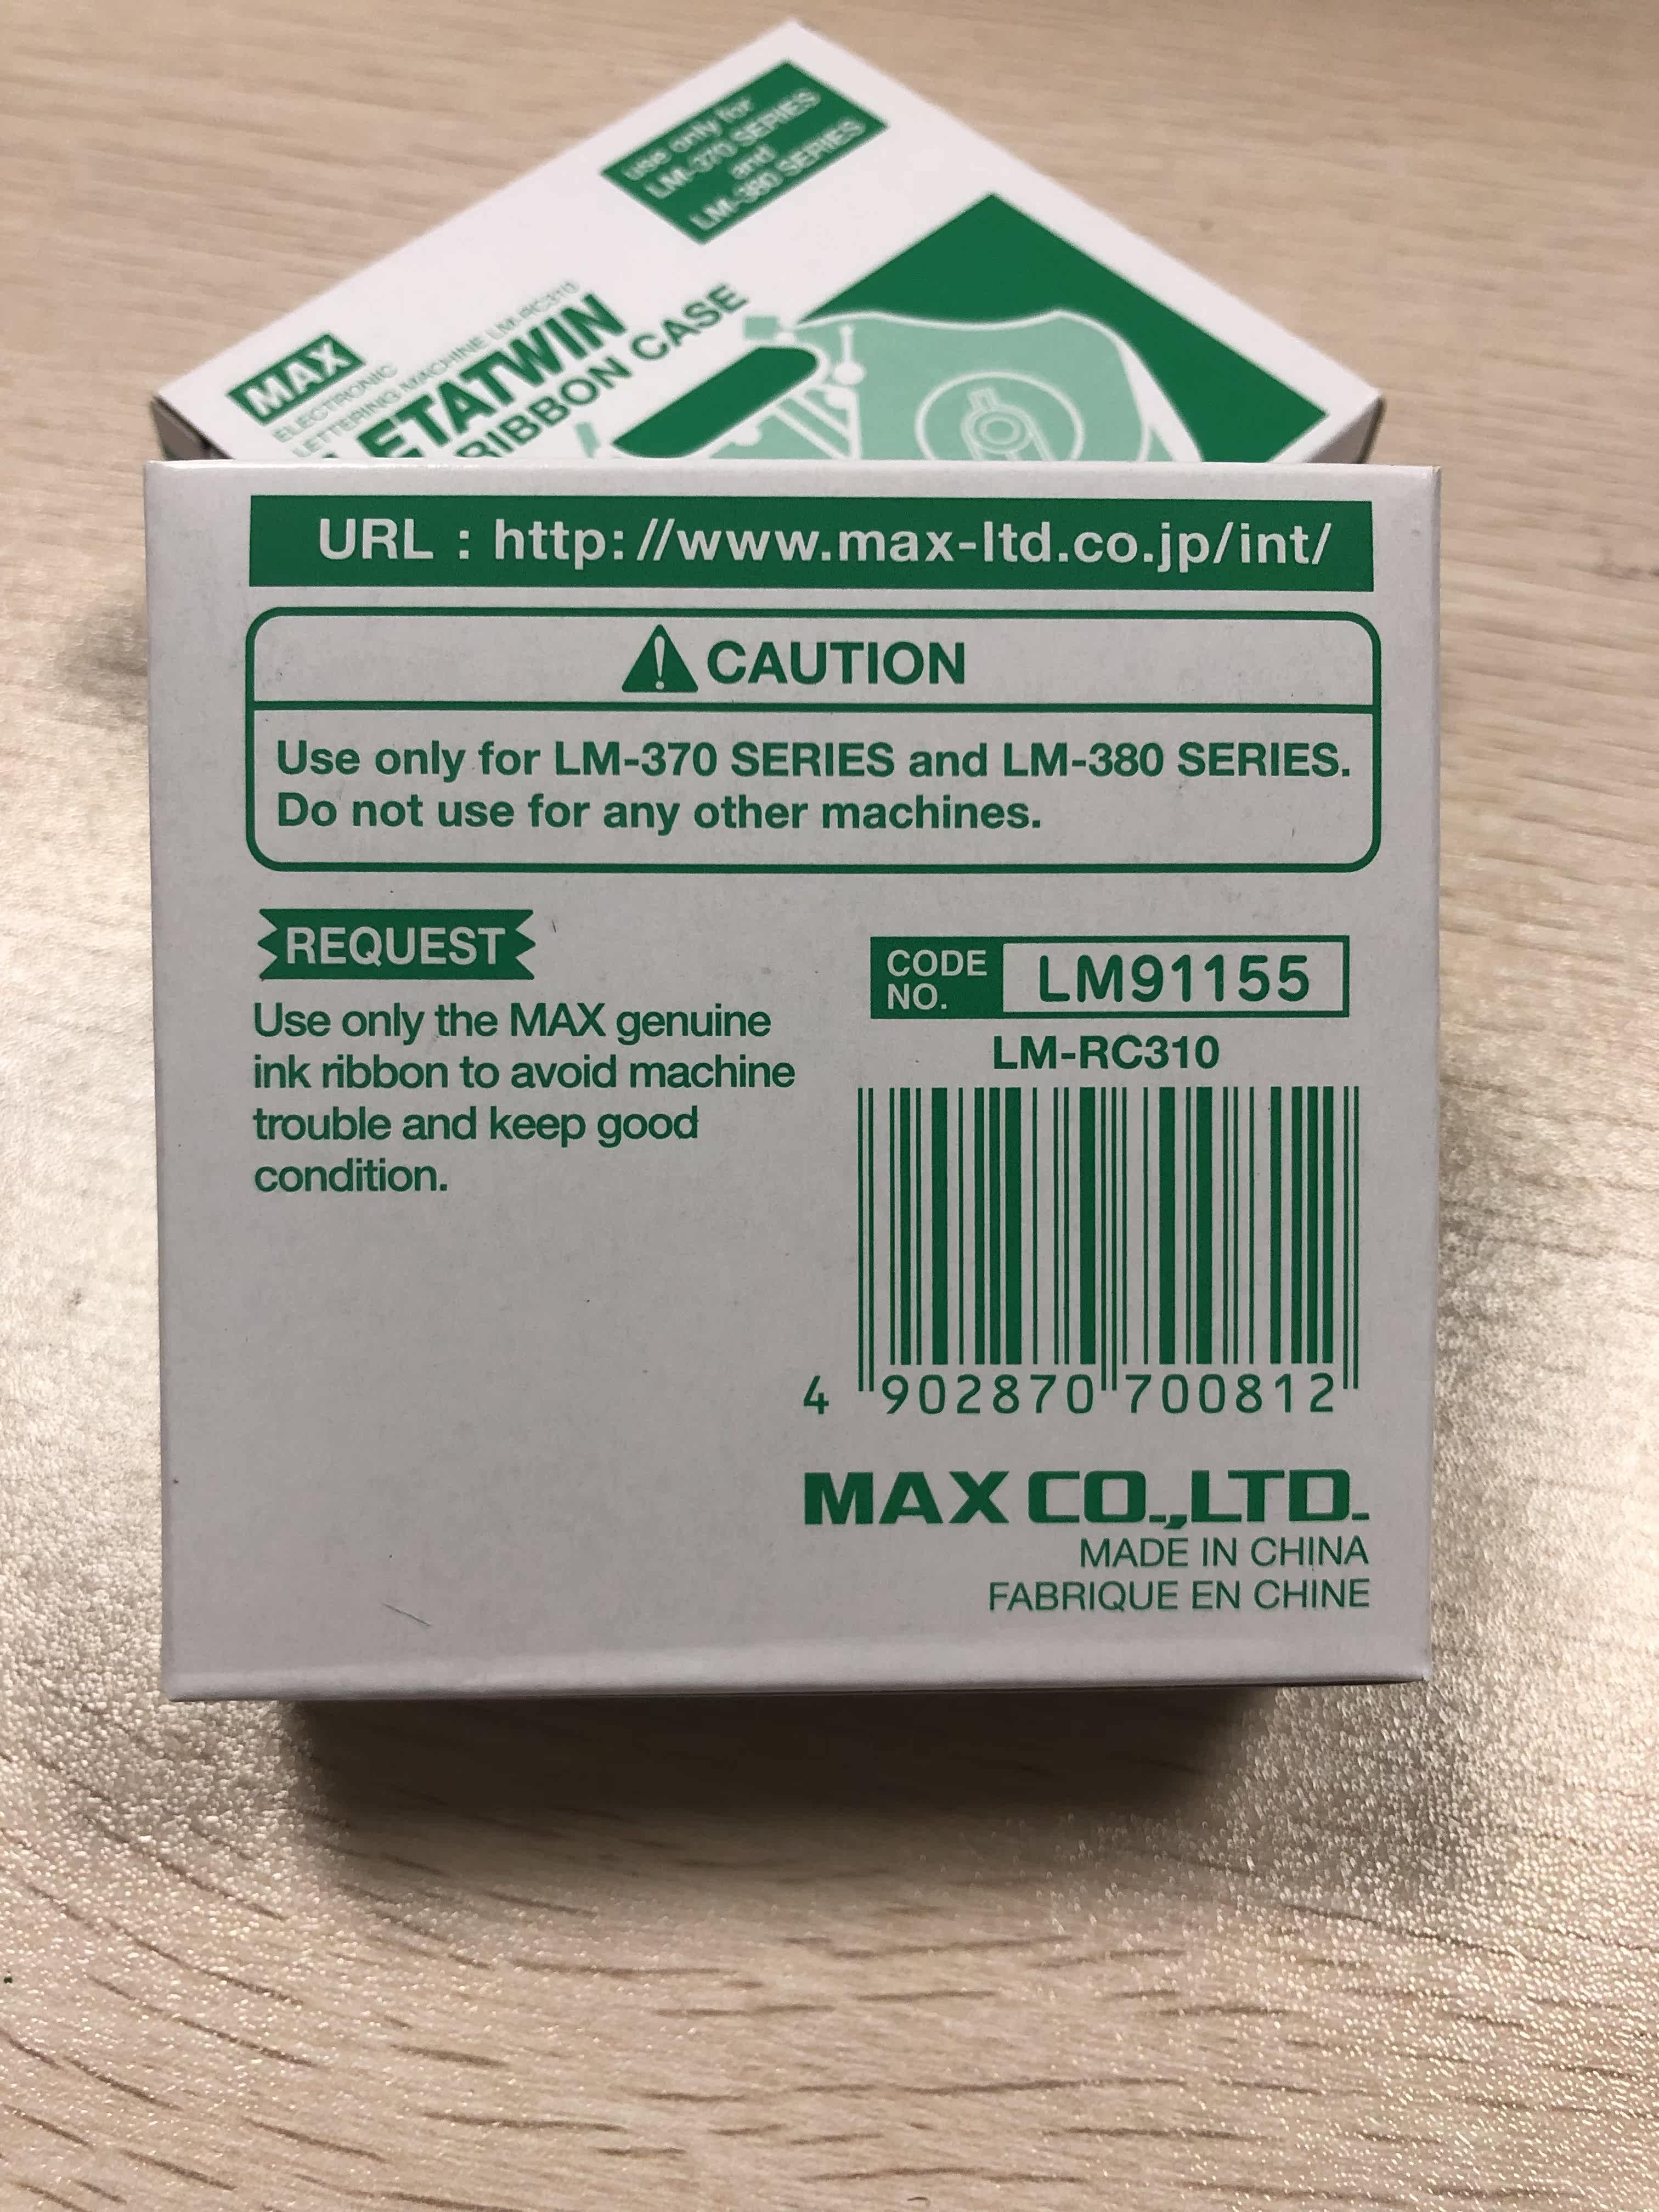 use only for
LM-370 SERIES
and
LM-380 SERIES
MAX
ELECTRONIC
LETTERING MACHINE LM-RC310
LETATWIN
RIBBON CASE
URL : http://www.max-ltd.co.jp/int/
CAUTION
Use only for LM-370 SERIES and LM-380 SERIES.
Do not use for any other machines.
REQUEST
Use only the MAX genuine
ink ribbon to avoid machine
trouble and keep good
condition.
CODE
NO.
LM91155
LM-RC310
4 902870 700812
MAX CO.,LTD.
MADE IN CHINA
FABRIQUE EN CHINE